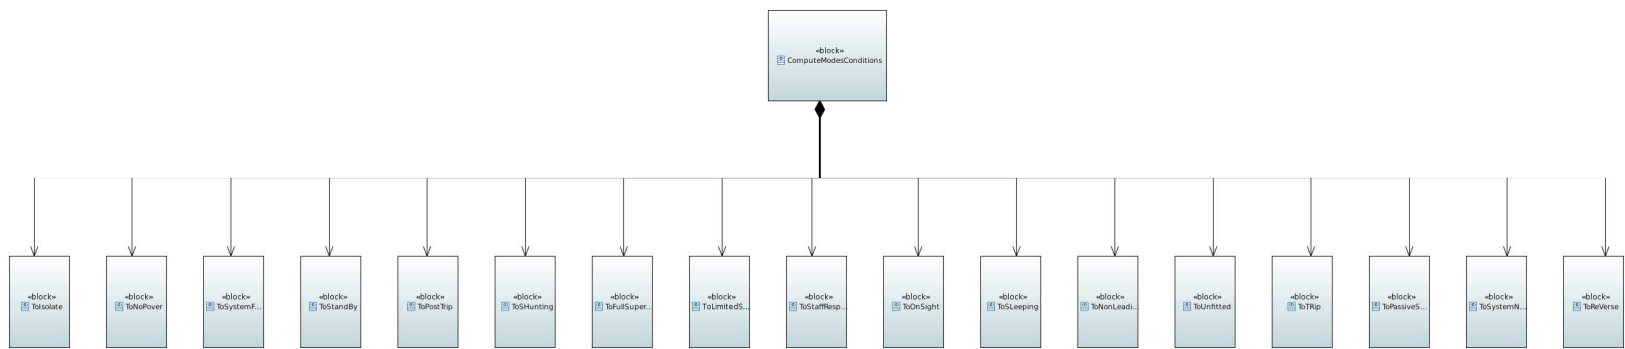 «block»
ComputeModesConditions
«block»
ToIsolate
«block»
ToNoPover
«block»
ToSystemF...
«block»
ToStandBy
«block»
ToPostTrip
«block»
ToSHunting
«block»
ToFullSuper...
«block»
ToLimitedS...
«block»
ToStaffResp...
«block»
ToOnSight
«block»
ToSLeeping
«block»
ToNonLeadi...
«block»
ToUnfitted
«block»
ToTRip
«block»
ToPassiveS...
«block»
ToSystemN...
«block»
ToReVerse